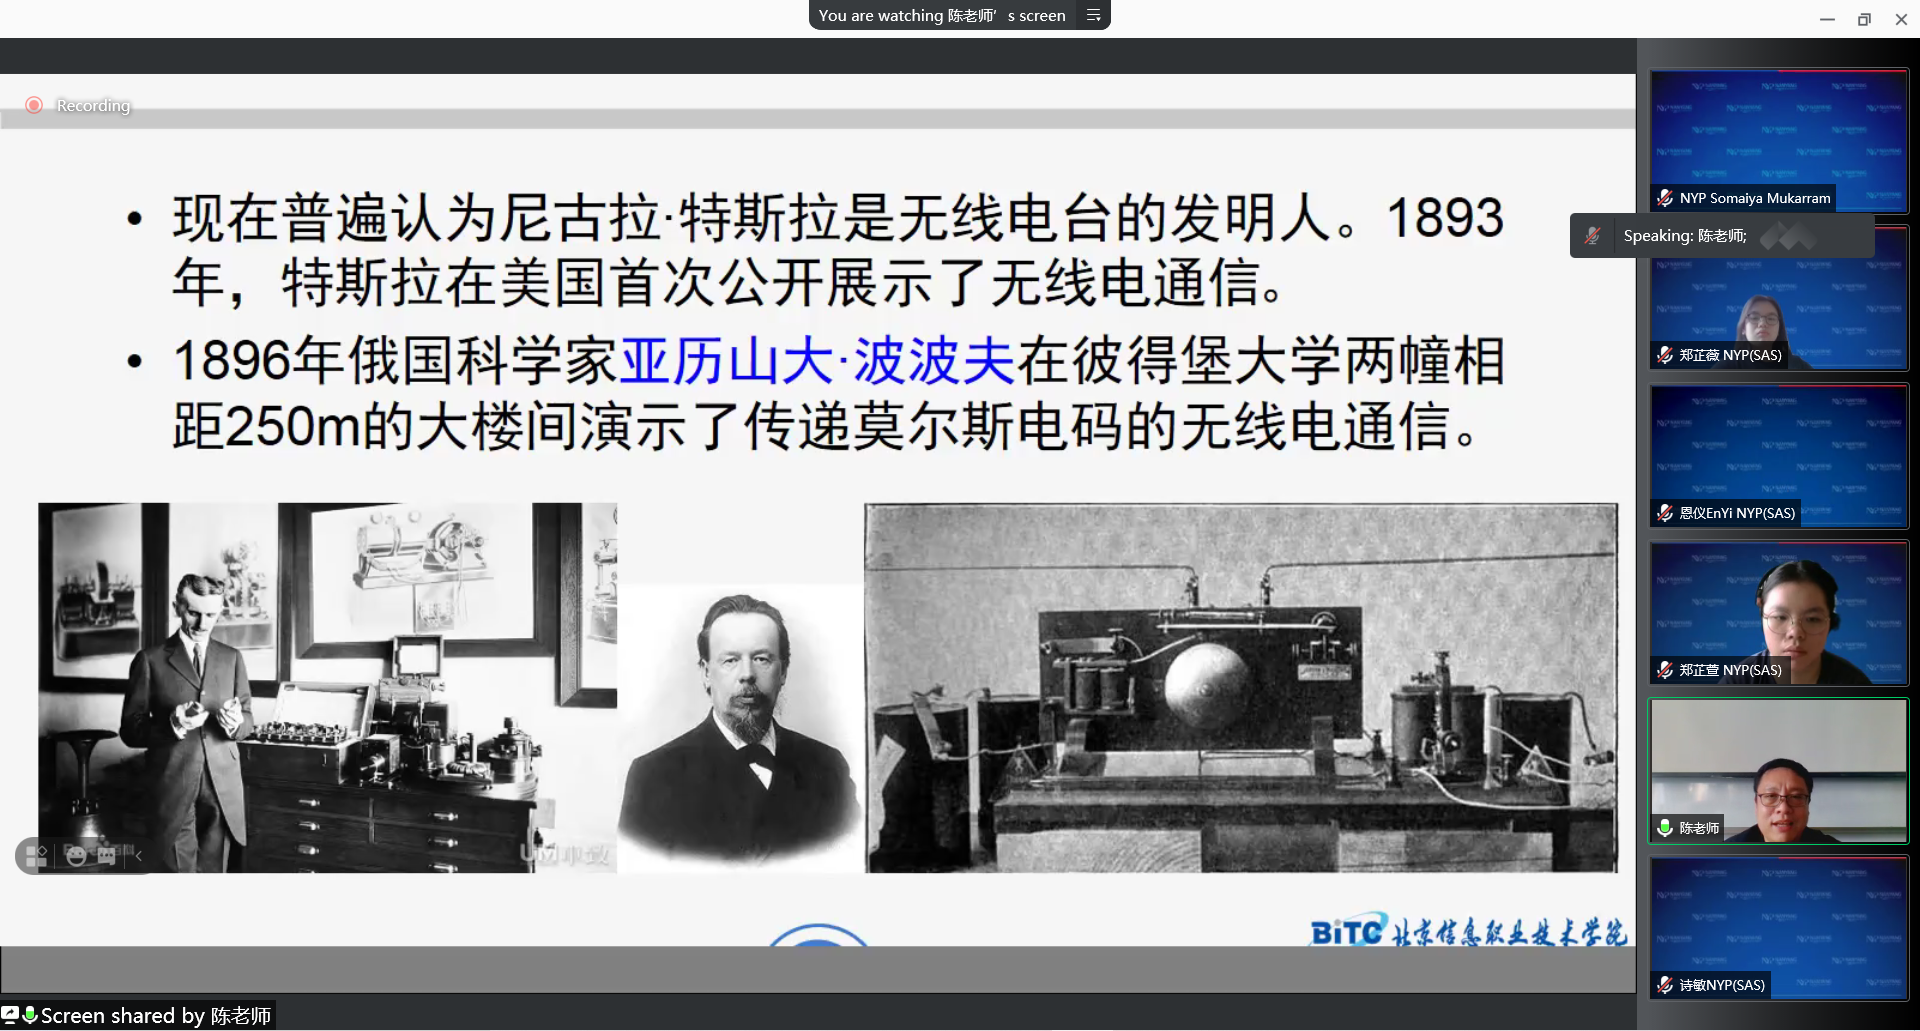 You are watching 陈老师's screen
Recording
• 现在普遍认为尼古拉·特斯拉是无线电台的发明人。1893
年，特斯拉在美国首次公开展示了无线电通信。
• 1896年俄国科学家亚历山大·波波夫在彼得堡大学两幢相
距250m的大楼间演示了传递莫尔斯电码的无线电通信。
BiTC 北京信息职业技术学院
Screen shared by 陈老师
NYP Somaiya Mukarram
Speaking: 陈老师;
郑芷薇 NYP(SAS)
恩仪EnYi NYP(SAS)
郑芷萱 NYP(SAS)
陈老师
诗敏NYP(SAS)